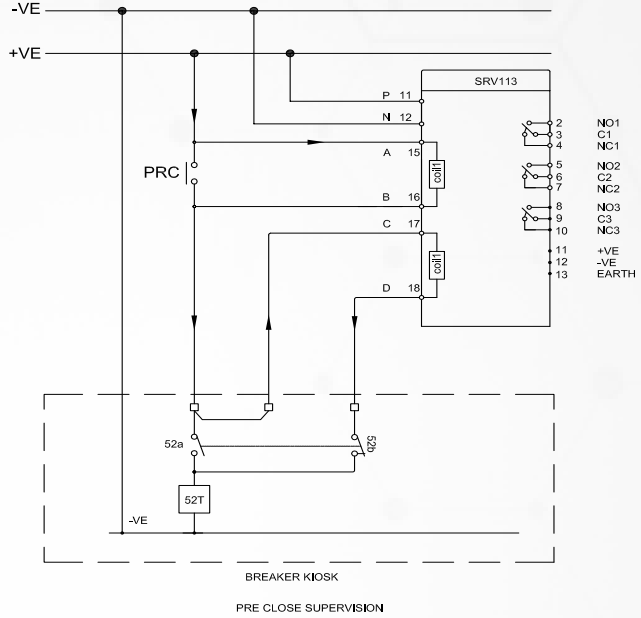 -VE
+VE
SRV113
P 11
N 12
A 15
PRC
B 16
C 17
D 18
coil1
coil1
2 NO1
3 C1
4 NC1
5 NO2
6 C2
7 NC2
8 NO3
9 C3
10 NC3
11 +VE
12 -VE
13 EARTH
52a
52b
52T
-VE
BREAKER KIOSK
PRE CLOSE SUPERVISION